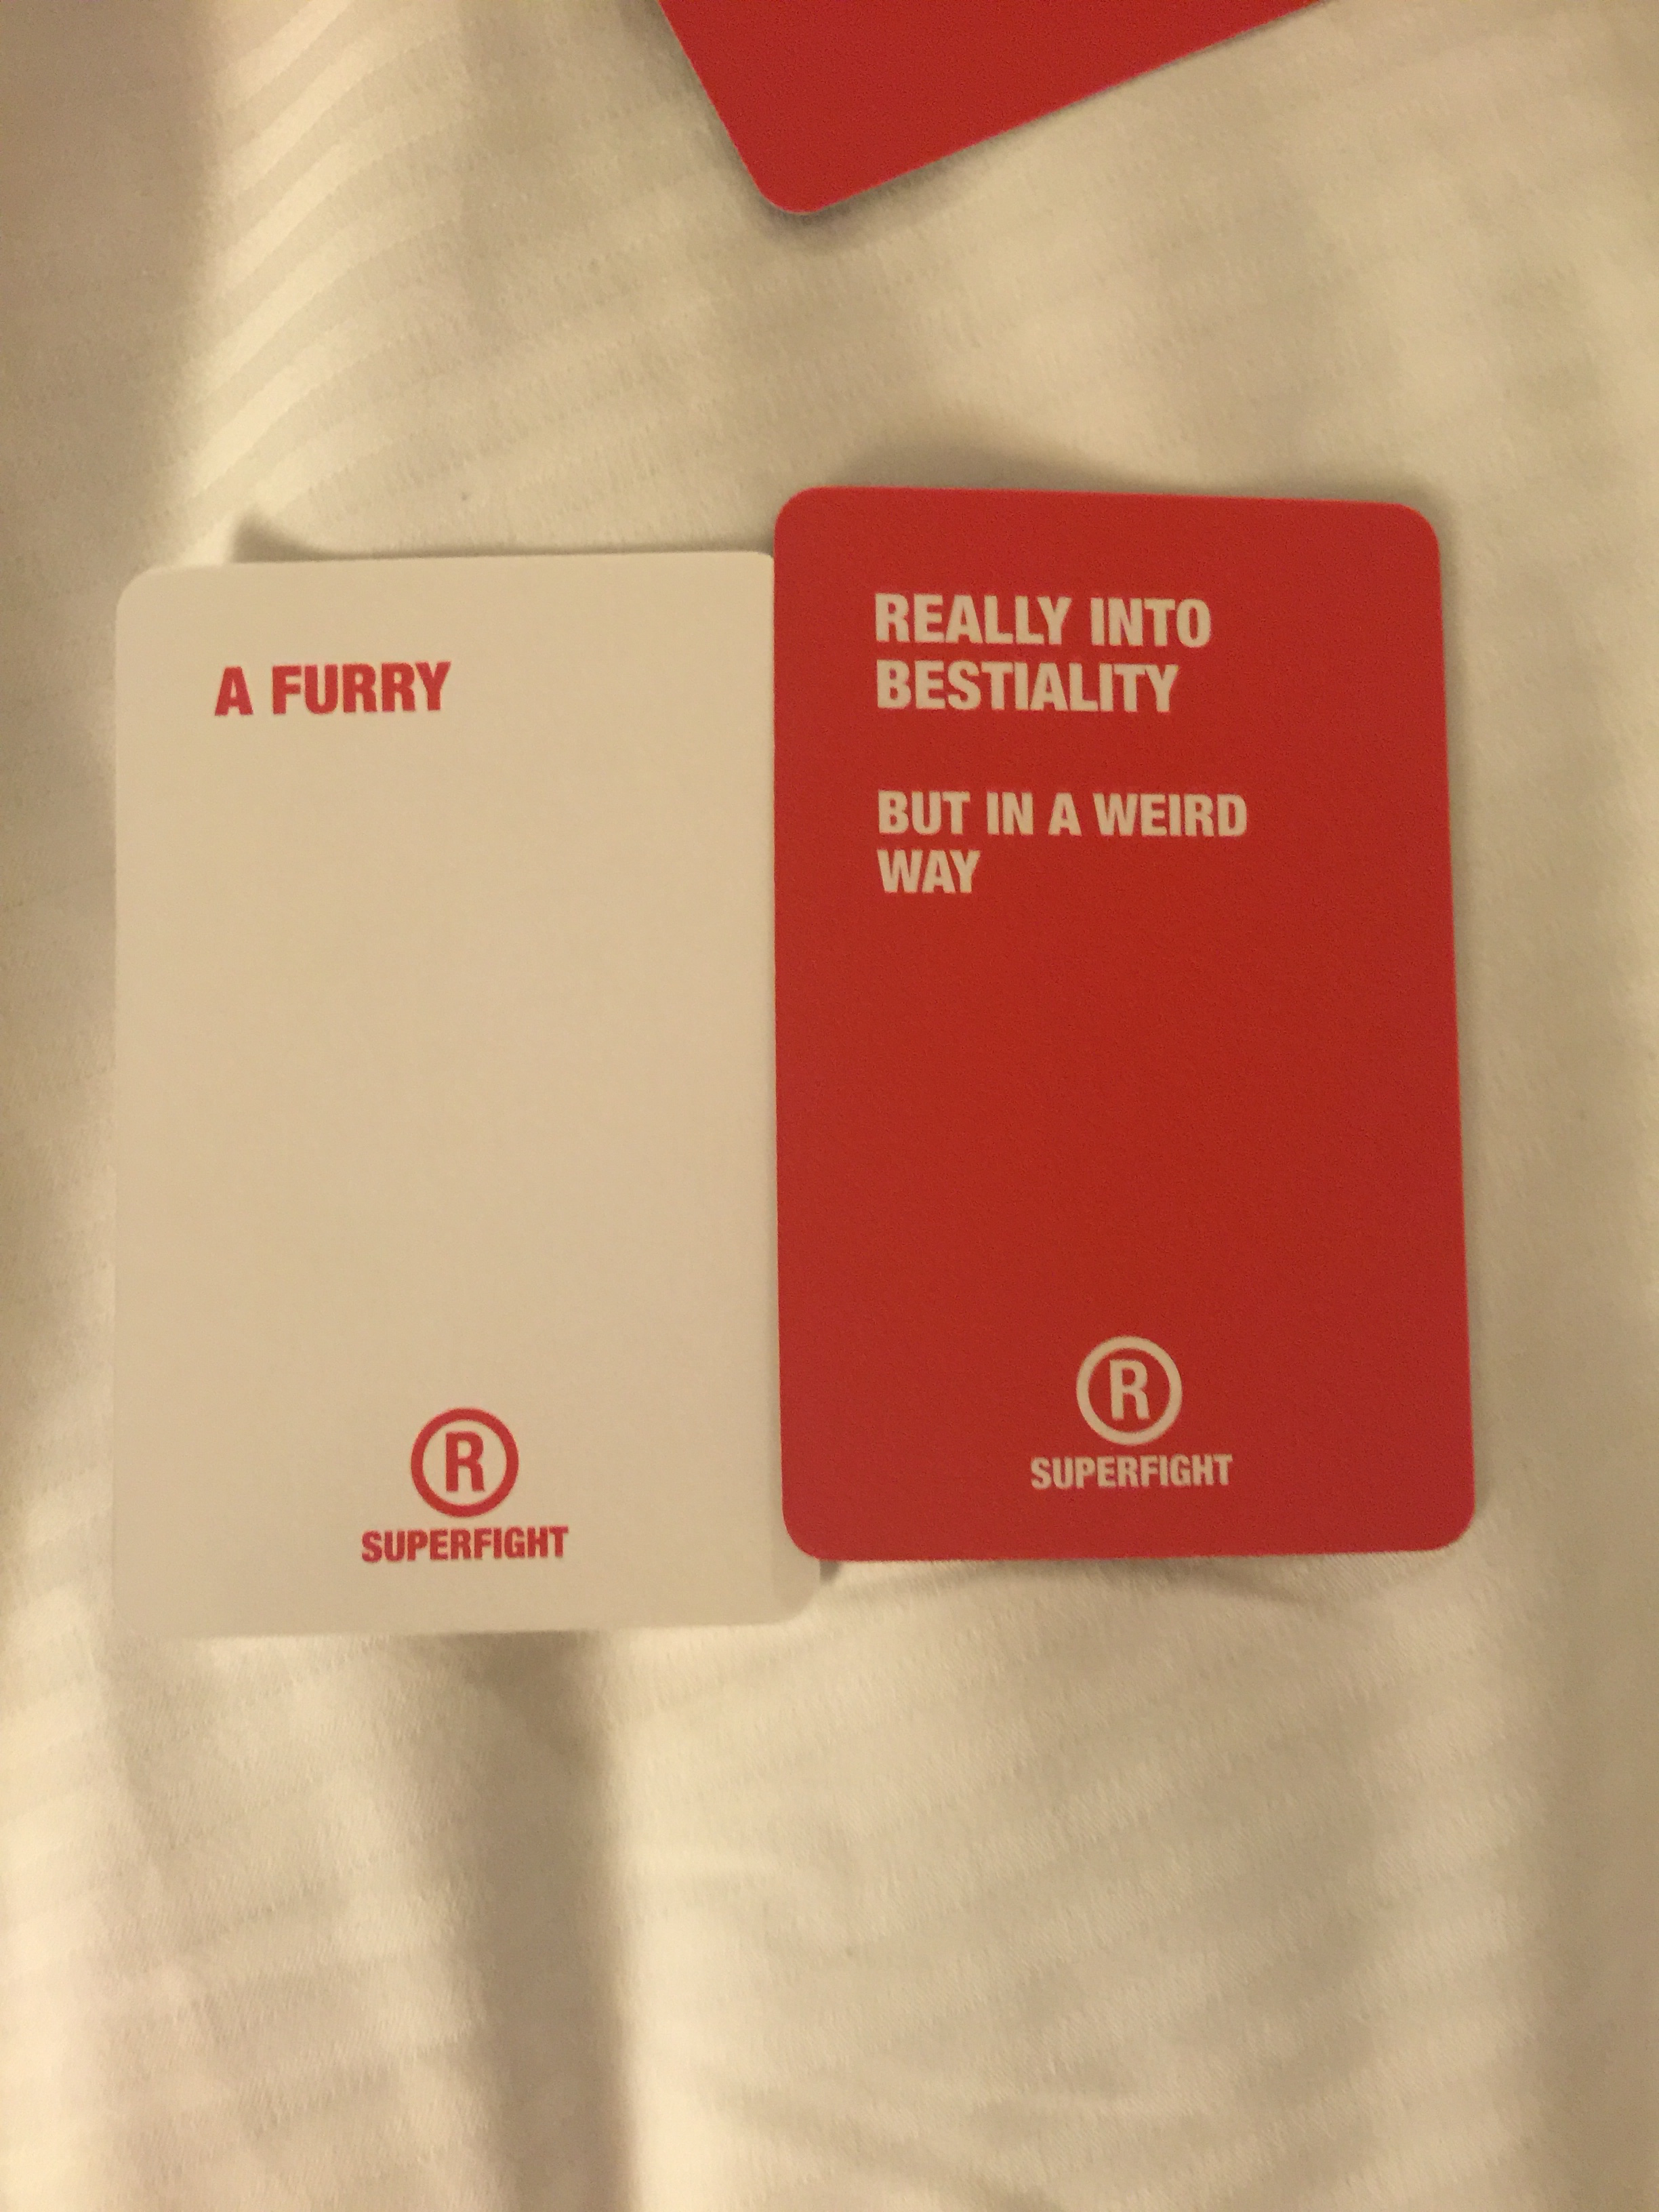 A FURRY
R
SUPERFIGHT
REALLY INTO
BESTIALITY
BUT IN A WEIRD
WAY
R
SUPERFIGHT